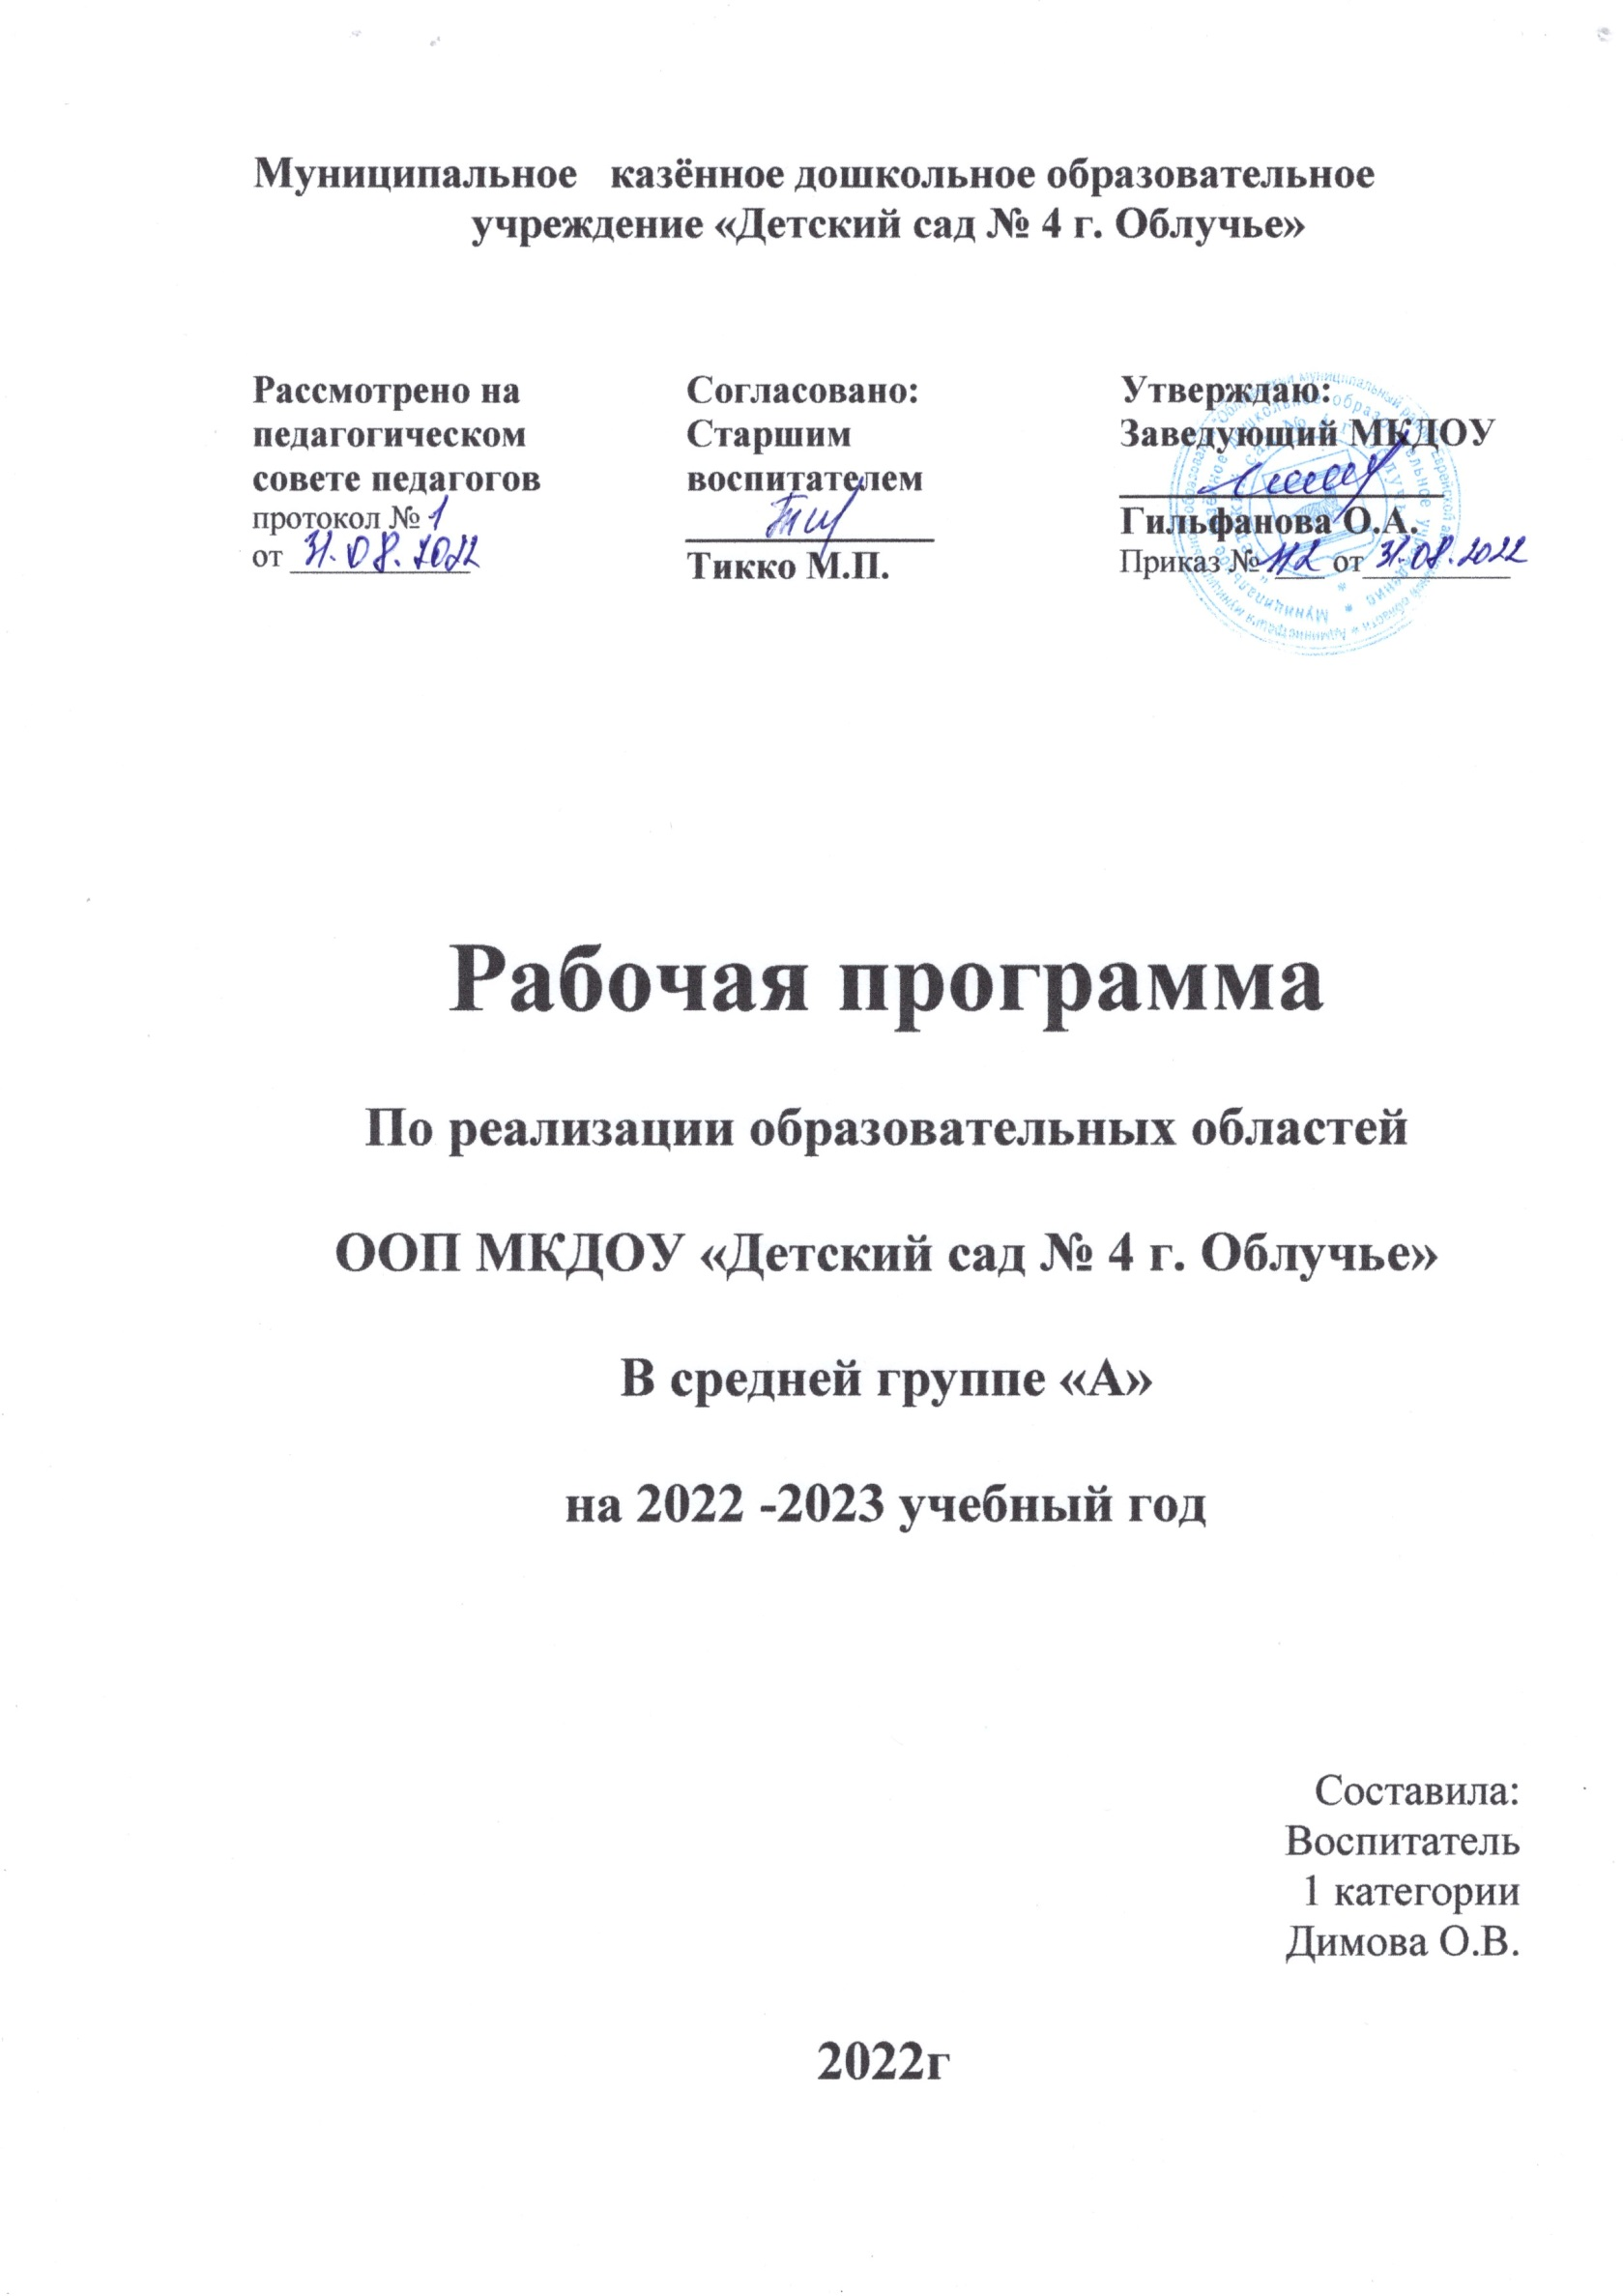 Муниципальное казённое дошкольное образовательное
учреждение «Детский сад № 4 г. Облучье»
Рассмотрено на
педагогическом
совете педагогов
протокол № 1
от 31.08.2022
Согласовано:
Старшим
воспитателем
Тикко М.П.
Утверждаю:
Заведующий МКДОУ
Гильфанова О.А.
Приказ № 112 от 31.08.2022
Рабочая программа
По реализации образовательных областей
ООП МКДОУ «Детский сад № 4 г. Облучье»
В средней группе «А»
на 2022 -2023 учебный год
Составила:
Воспитатель
1 категории
Димова О.В.
2022г